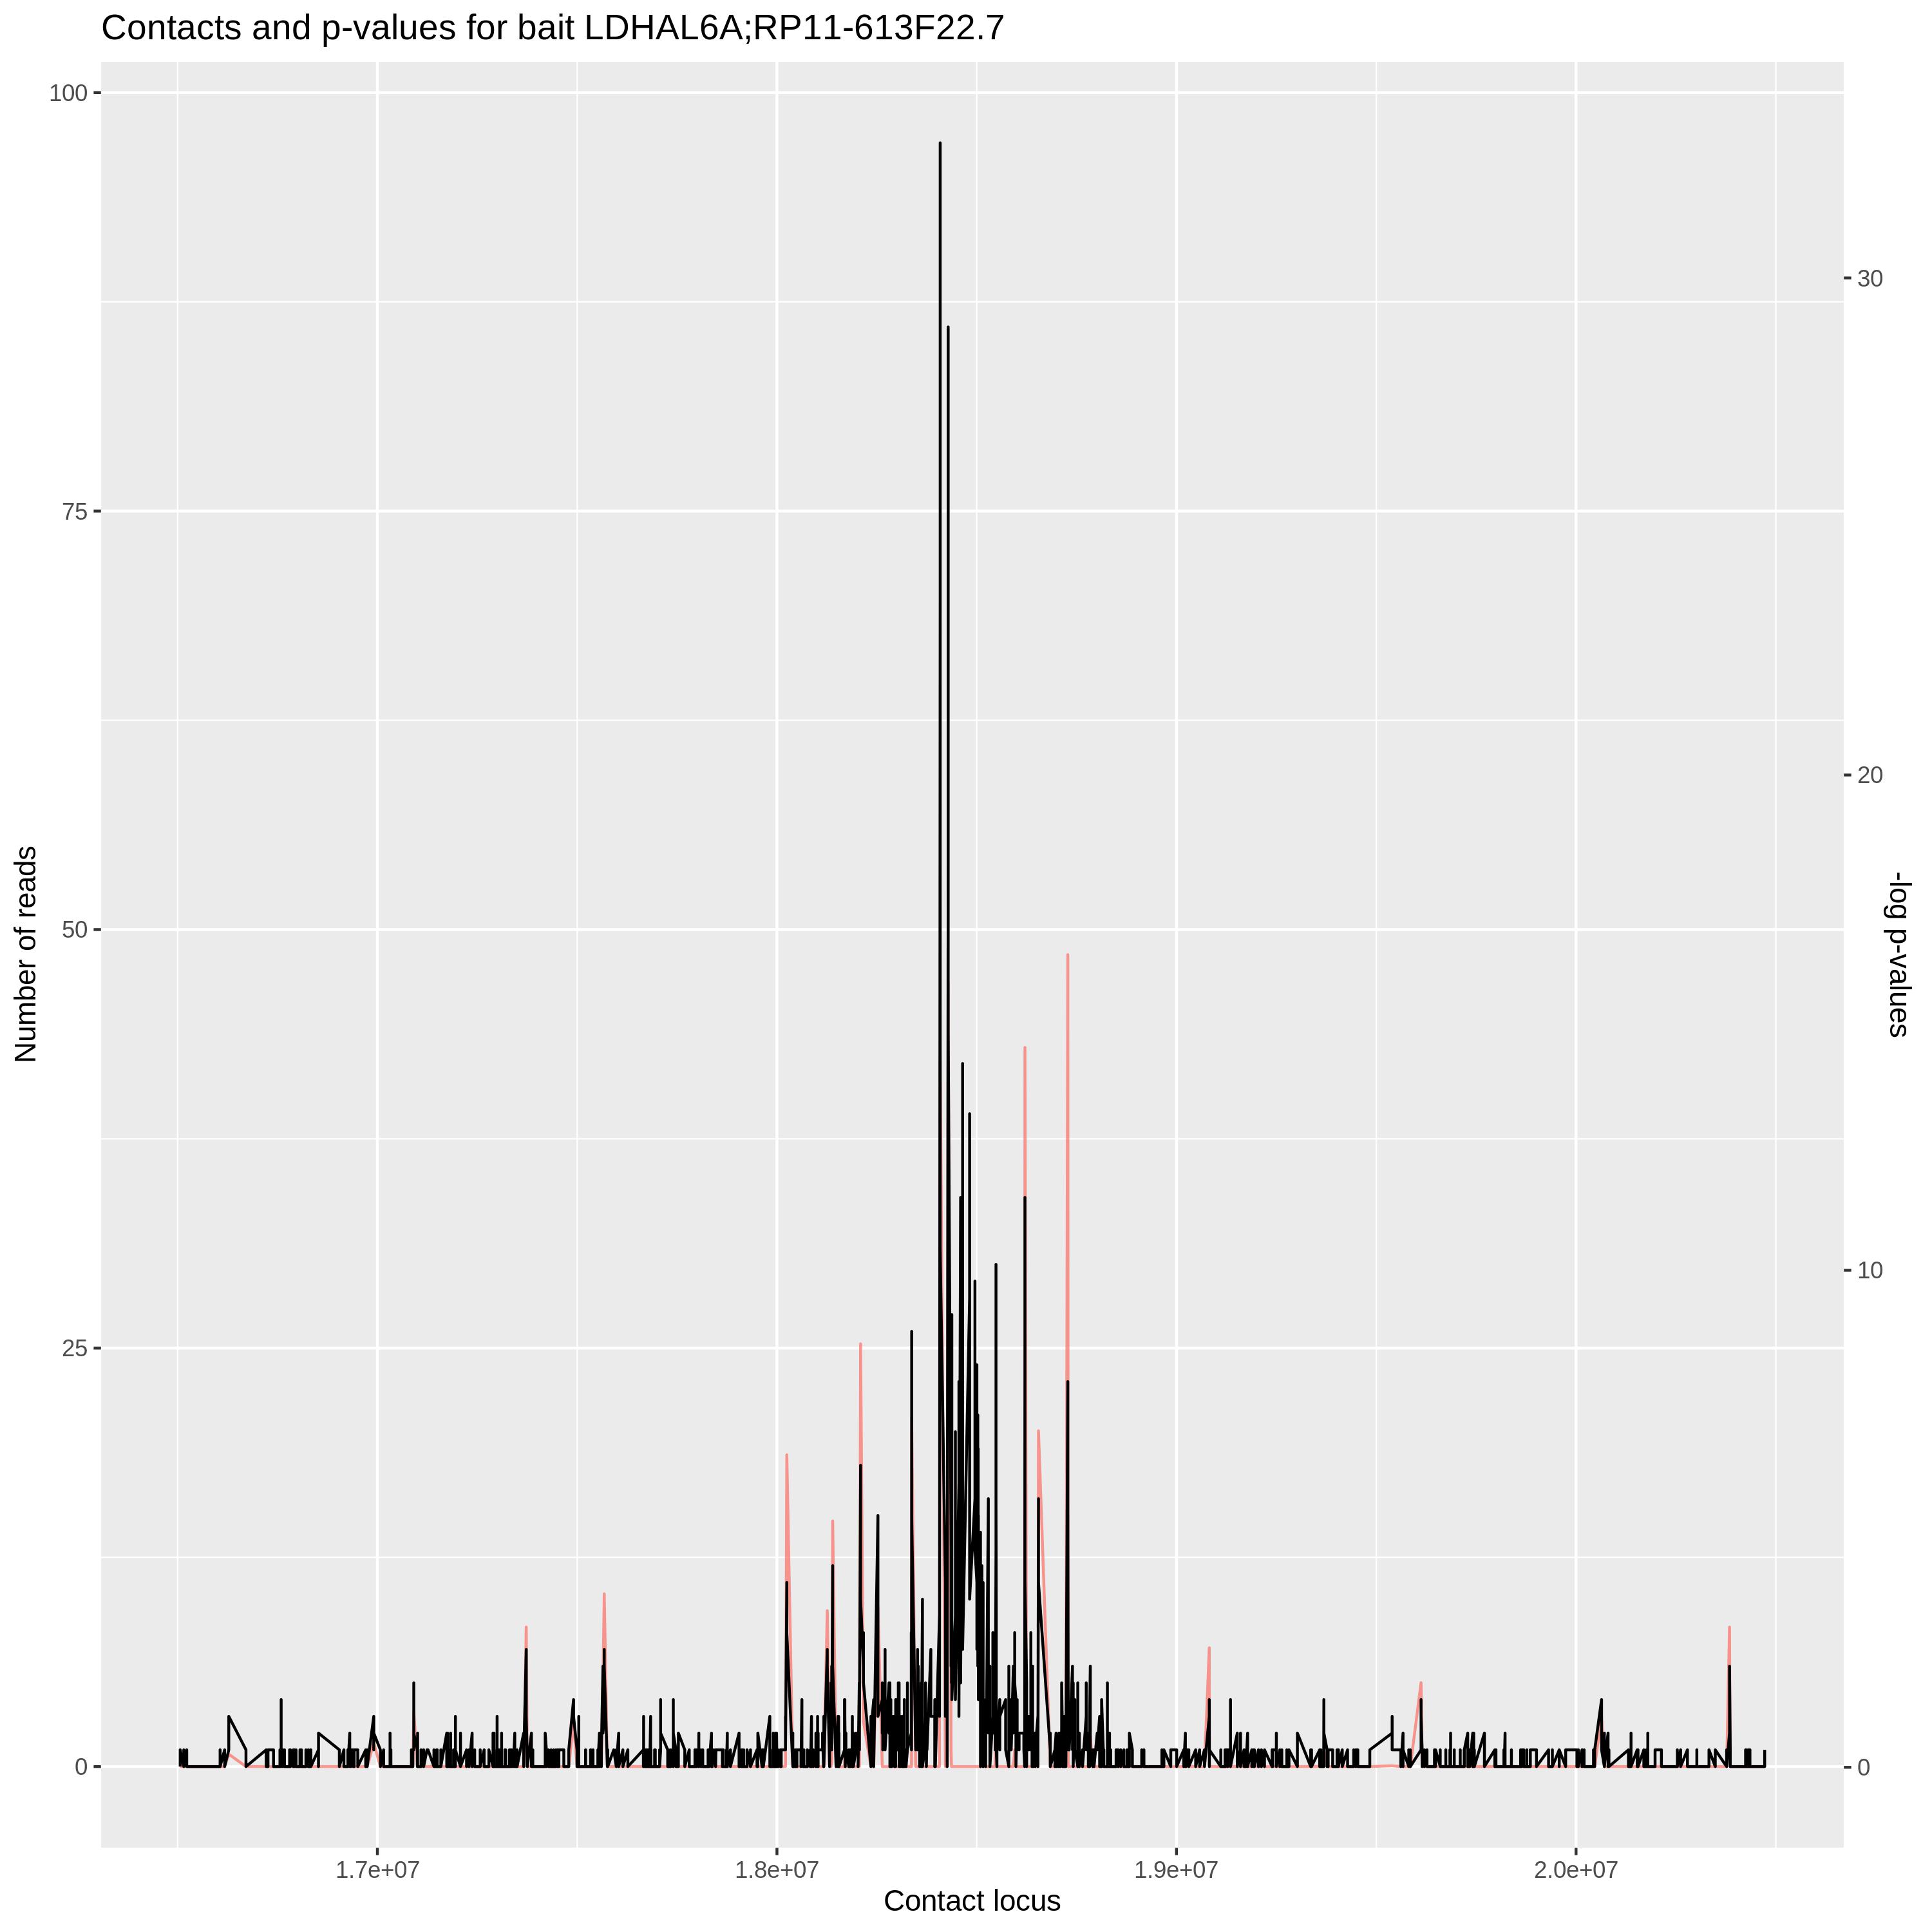 Contacts and p-values for bait LDHAL6A;RP11-613F22.7
100
75
50
25
0
Number of reads
30
20
10
0
-log p-values
1.7e+07
1.8e+07
1.9e+07
2.0e+07
Contact locus